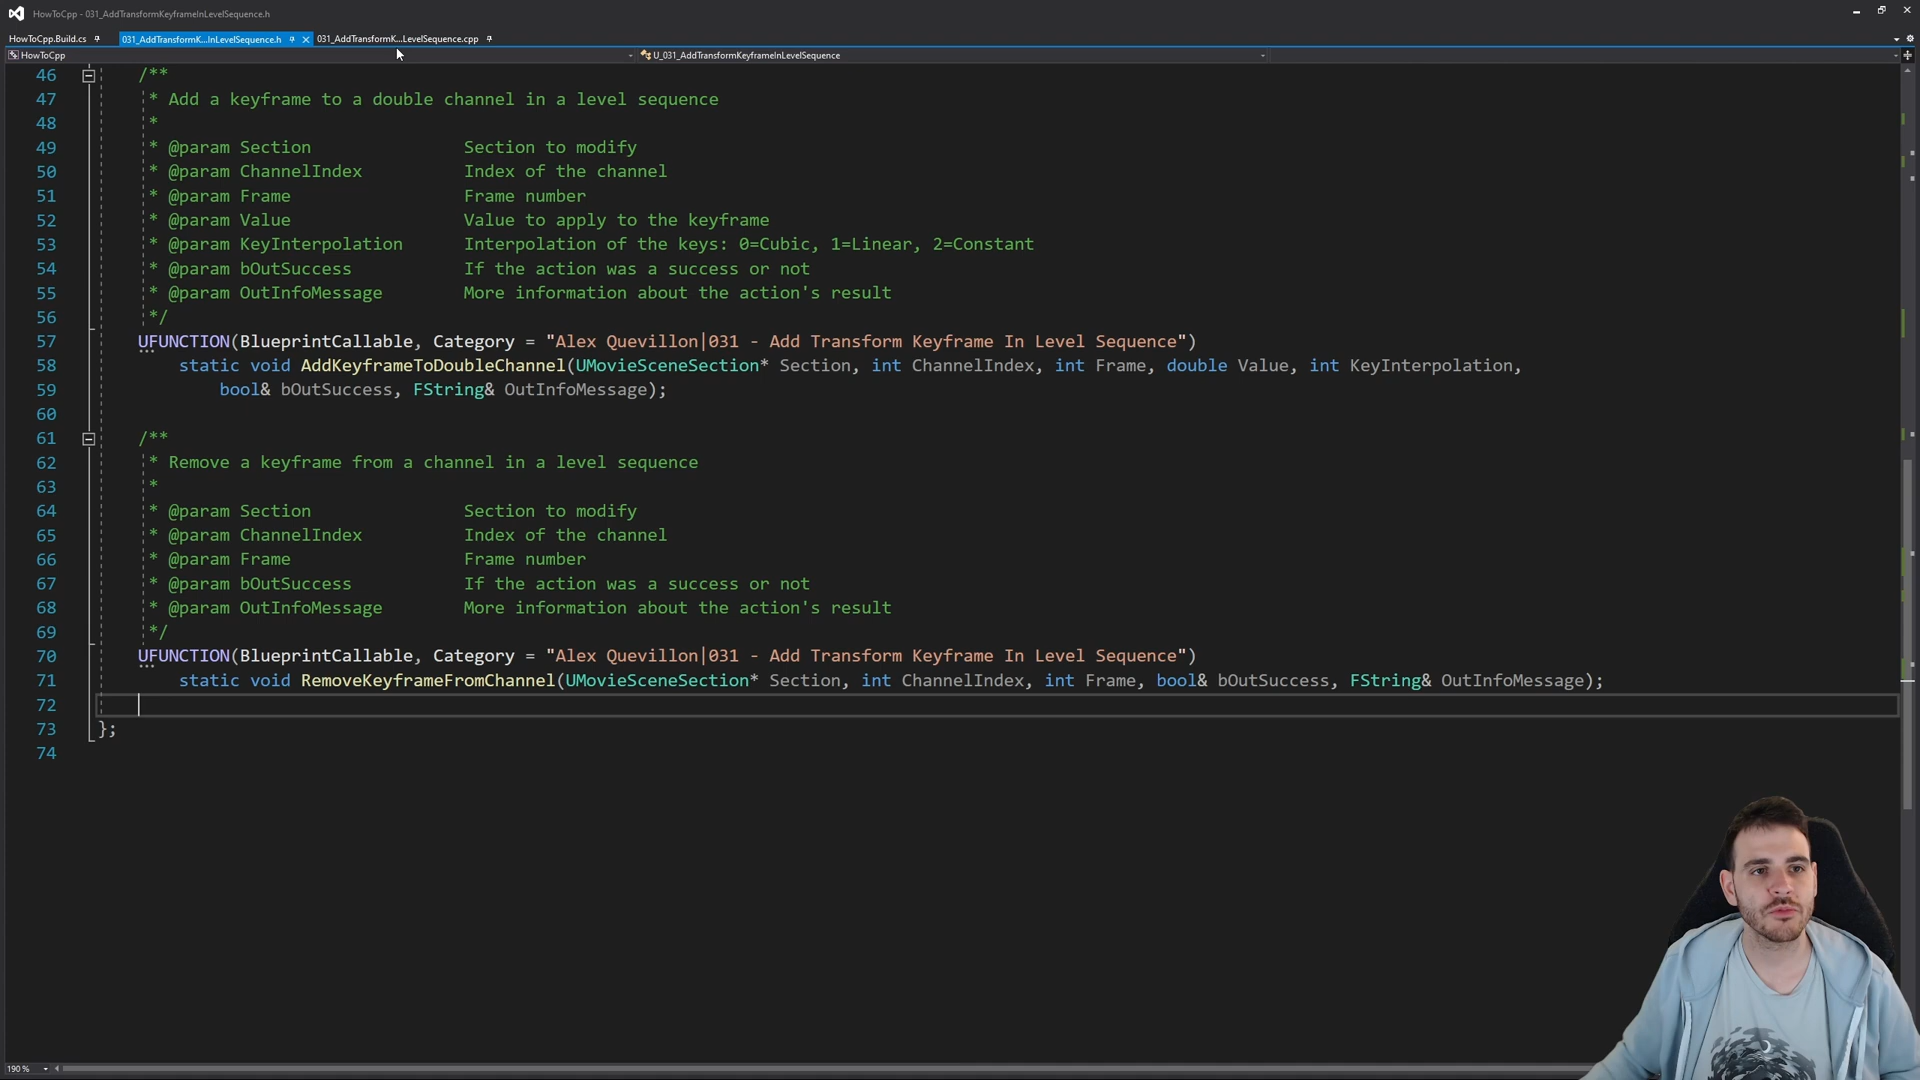 HowToCpp - 031_AddTransformKeyframeInLevelSequence.h
HowToCpp.Build.cs
031_AddTransformK...InLevelSequence.h
031_AddTransformK...LevelSequence.cpp
HowToCpp
U_031_AddTransformKeyframeInLevelSequence
46 /**
47 * Add a keyframe to a double channel in a level sequence
48 *
49 * @param Section Section to modify
50 * @param ChannelIndex Index of the channel
51 * @param Frame Frame number
52 * @param Value Value to apply to the keyframe
53 * @param KeyInterpolation Interpolation of the keys: 0=Cubic, 1=Linear, 2=Constant
54 * @param bOutSuccess If the action was a success or not
55 * @param OutInfoMessage More information about the action's result
56 */
57 UFUNCTION(BlueprintCallable, Category = "Alex Quevillon|031 - Add Transform Keyframe In Level Sequence")
58 static void AddKeyframeToDoubleChannel(UMovieSceneSection* Section, int ChannelIndex, int Frame, double Value, int KeyInterpolation,
59 bool& bOutSuccess, FString& OutInfoMessage);
60
61 /**
62 * Remove a keyframe from a channel in a level sequence
63 *
64 * @param Section Section to modify
65 * @param ChannelIndex Index of the channel
66 * @param Frame Frame number
67 * @param bOutSuccess If the action was a success or not
68 * @param OutInfoMessage More information about the action's result
69 */
70 UFUNCTION(BlueprintCallable, Category = "Alex Quevillon|031 - Add Transform Keyframe In Level Sequence")
71 static void RemoveKeyframeFromChannel(UMovieSceneSection* Section, int ChannelIndex, int Frame, bool& bOutSuccess, FString& OutInfoMessage);
72
73 };
74
190 %